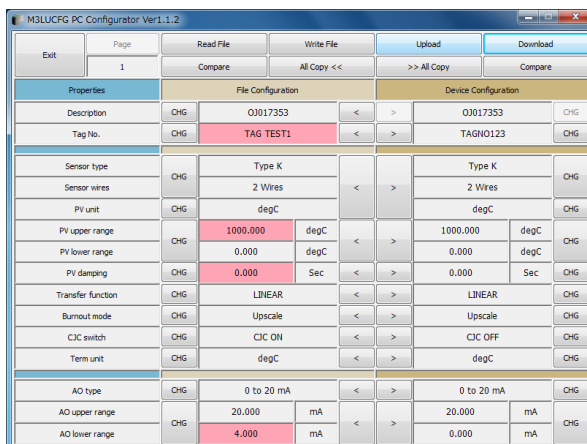 M3LUCFG PC Configurator Ver1.1.2
Exit Page Read File Write File Upload Download
1 Compare All Copy << >> All Copy Compare
Properties File Configuration Device Configuration
Description CHG OJ017353 < > OJ017353 CHG
Tag No. CHG TAG TEST1 < > TAGNO123 CHG
Sensor type CHG Type K < > Type K CHG
Sensor wires 2 Wires 2 Wires
PV unit CHG degC degC CHG
PV upper range CHG 1000.000 degC < > 1000.000 degC CHG
PV lower range 0.000 degC 0.000 degC
PV damping CHG 0.000 Sec < > 0.000 Sec CHG
Transfer function CHG LINEAR < > LINEAR CHG
Burnout mode CHG Upscale < > Upscale CHG
CJC switch CHG CJC ON < > CJC OFF CHG
Term unit CHG degC < > degC CHG
AO type CHG 0 to 20 mA < > 0 to 20 mA CHG
AO upper range CHG 20.000 mA < > 20.000 mA CHG
AO lower range 4.000 mA 0.000 mA